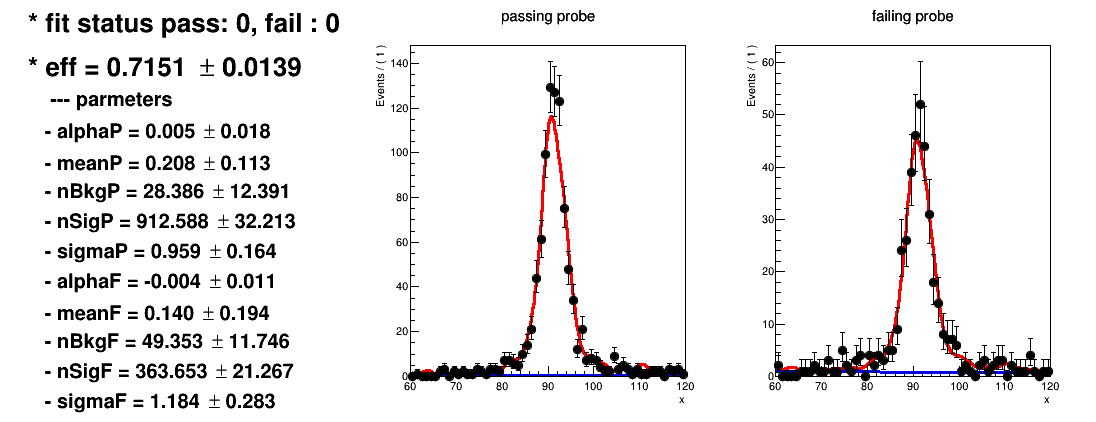 * fit status pass: 0, fail : 0
* eff = 0.7151 ± 0.0139
--- parmeters
- alphaP = 0.005 ± 0.018
- meanP = 0.208 ± 0.113
- nBkgP = 28.386 ± 12.391
- nSigP = 912.588 ± 32.213
- sigmaP = 0.959 ± 0.164
- alphaF = -0.004 ± 0.011
- meanF = 0.140 ± 0.194
- nBkgF = 49.353 ± 11.746
- nSigF = 363.653 ± 21.267
- sigmaF = 1.184 ± 0.283
passing probe
Events / ( 1 )
140
120
100
80
60
40
20
0
60 70 80 90 100 110 120
x
failing probe
Events / ( 1 )
60
50
40
30
20
10
0
60 70 80 90 100 110 120
x